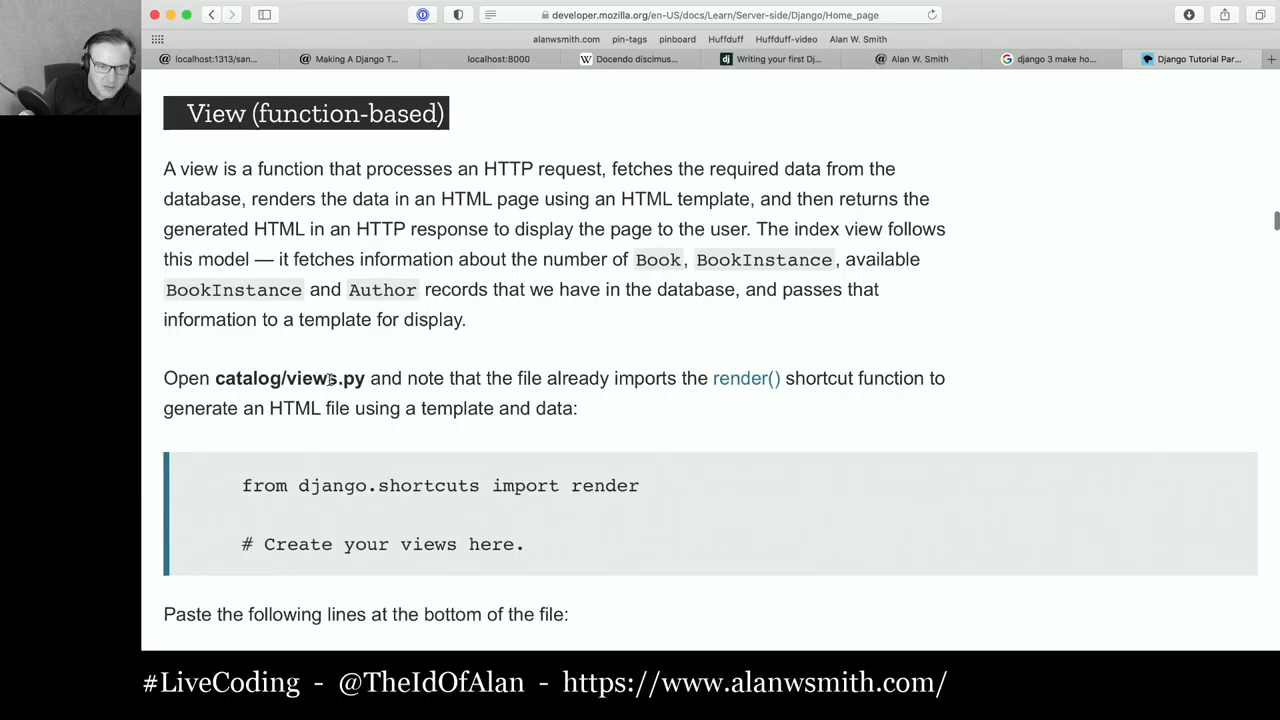 developer.mozilla.org/en-US/docs/Learn/Server-side/Django/Home_page
alanwsmith.com pin-tags pinboard Huffduff Huffduff-video Alan W. Smith
localhost:1313/san... Making A Django T... localhost:8000 W Docendo discimus... dj Writing your first Dj... Alan W. Smith G django 3 make ho... Django Tutorial Par...
View (function-based)
A view is a function that processes an HTTP request, fetches the required data from the
database, renders the data in an HTML page using an HTML template, and then returns the
generated HTML in an HTTP response to display the page to the user. The index view follows
this model — it fetches information about the number of Book, BookInstance, available
BookInstance and Author records that we have in the database, and passes that
information to a template for display.
Open catalog/views.py and note that the file already imports the render() shortcut function to
generate an HTML file using a template and data:
from django.shortcuts import render
# Create your views here.
Paste the following lines at the bottom of the file:
#LiveCoding - @TheIdOfAlan - https://www.alanwsmith.com/